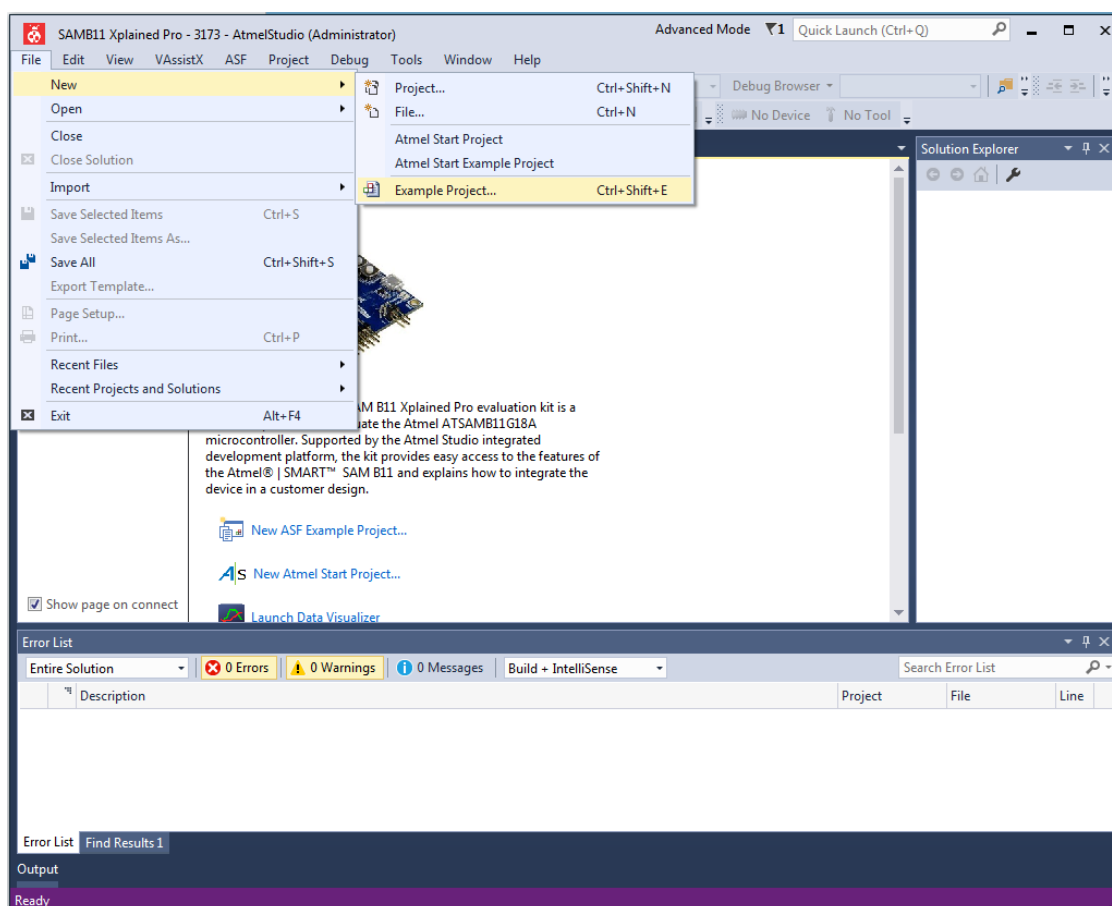 SAMB11 Xplained Pro - 3173 - AtmelStudio (Administrator)
Advanced Mode
1
Quick Launch (Ctrl+Q)
File Edit View VAssistX ASF Project Debug Tools Window Help
New
Open
Close
Close Solution
Import
Save Selected Items Ctrl+S
Save Selected Items As...
Save All Ctrl+Shift+S
Export Template...
Page Setup...
Print... Ctrl+P
Recent Files
Recent Projects and Solutions
Exit Alt+F4
Project... Ctrl+Shift+N
File... Ctrl+N
Atmel Start Project
Atmel Start Example Project
Example Project... Ctrl+Shift+E
Debug Browser
No Device No Tool
Solution Explorer
AM B11 Xplained Pro evaluation kit is a
uate the Atmel ATSAMB11G18A
microcontroller. Supported by the Atmel Studio integrated
development platform, the kit provides easy access to the features of
the Atmel® | SMART™ SAM B11 and explains how to integrate the
device in a customer design.
New ASF Example Project...
New Atmel Start Project...
Launch Data Visualizer
Show page on connect
Error List
Entire Solution 0 Errors 0 Warnings 0 Messages Build + IntelliSense Search Error List
Description Project File Line
Error List Find Results 1
Output
Ready